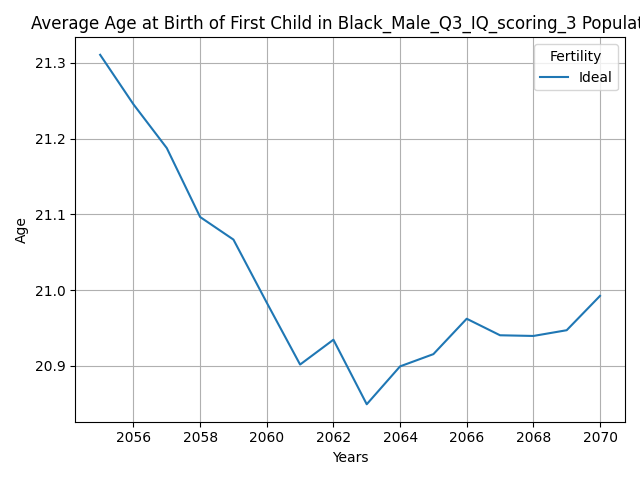 Average Age at Birth of First Child in Black_Male_Q3_IQ_scoring_3 Populat
Fertility
Ideal
21.3
21.2
21.1
21.0
20.9
Age
2056 2058 2060 2062 2064 2066 2068 2070
Years